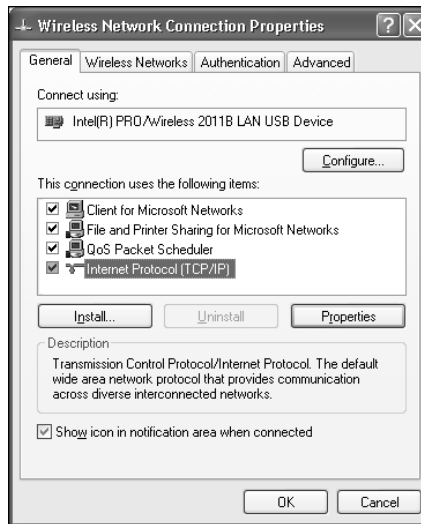 Wireless Network Connection Properties
General Wireless Networks Authentication Advanced
Connect using:
Intel(R) PRO/Wireless 2011B LAN USB Device
Configure...
This connection uses the following items:
Client for Microsoft Networks
File and Printer Sharing for Microsoft Networks
QoS Packet Scheduler
Internet Protocol (TCP/IP)
Install... Uninstall Properties
Description
Transmission Control Protocol/Internet Protocol. The default
wide area network protocol that provides communication
across diverse interconnected networks.
Show icon in notification area when connected
OK Cancel